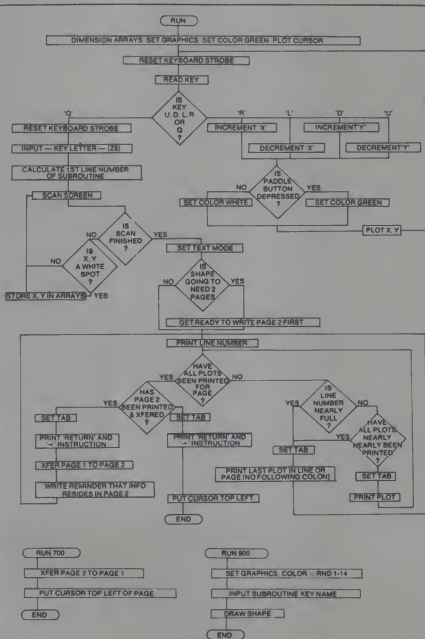 RUN
DIMENSION ARRAYS SET GRAPHICS SET COLOR GREEN PLOT CURSOR
RESET KEYBOARD STROBE
READ KEY
IS
KEY
U, D, L, R
OR
Q
?
'Q'
RESET KEYBOARD STROBE
INPUT — KEY LETTER — (Z$)
CALCULATE 1ST LINE NUMBER
OF SUBROUTINE
SCAN SCREEN
'R'
'L'
'D'
'U'
INCREMENT 'X'
INCREMENT'Y'
DECREMENT 'X'
DECREMENT'Y'
IS
PADDLE
BUTTON
DEPRESSED
?
NO
YES
SET COLOR WHITE
SET COLOR GREEN
PLOT X, Y
IS
SCAN
FINISHED
?
NO
YES
IS
X, Y
A WHITE
SPOT
?
NO
STORE X, Y IN ARRAYS
YES
SET TEXT MODE
IS
SHAPE
GOING TO
NEED 2
PAGES
?
NO
YES
GET READY TO WRITE PAGE 2 FIRST
PRINT LINE NUMBER
HAVE
ALL PLOTS
BEEN PRINTED
FOR
PAGE
?
YES
NO
HAS
PAGE 2
BEEN PRINTED
& XFERED
?
YES
SET TAB
PRINT 'RETURN' AND
'→' INSTRUCTION
XFER PAGE 1 TO PAGE 2
WRITE REMINDER THAT INFO
RESIDES IN PAGE 2
SET TAB
PRINT 'RETURN' AND
'→' INSTRUCTION
PUT CURSOR TOP LEFT
END
IS
LINE
NUMBER
NEARLY
FULL
?
YES
NO
SET TAB
PRINT LAST PLOT IN LINE OR
PAGE (NO FOLLOWING COLON)
HAVE
ALL PLOTS
NEARLY
NEARLY BEEN
PRINTED
?
YES
SET TAB
PRINT PLOT
RUN 700
XFER PAGE 2 TO PAGE 1
PUT CURSOR TOP LEFT OF PAGE
END
RUN 900
SET GRAPHICS COLOR = RND 1-14
INPUT SUBROUTINE KEY NAME
DRAW SHAPE
END